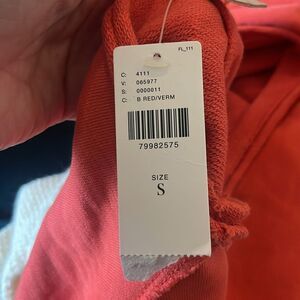 FL_111
C: 4111
V: 065977
S: 0000011
C: B RED/VERM
79982575
SIZE
S